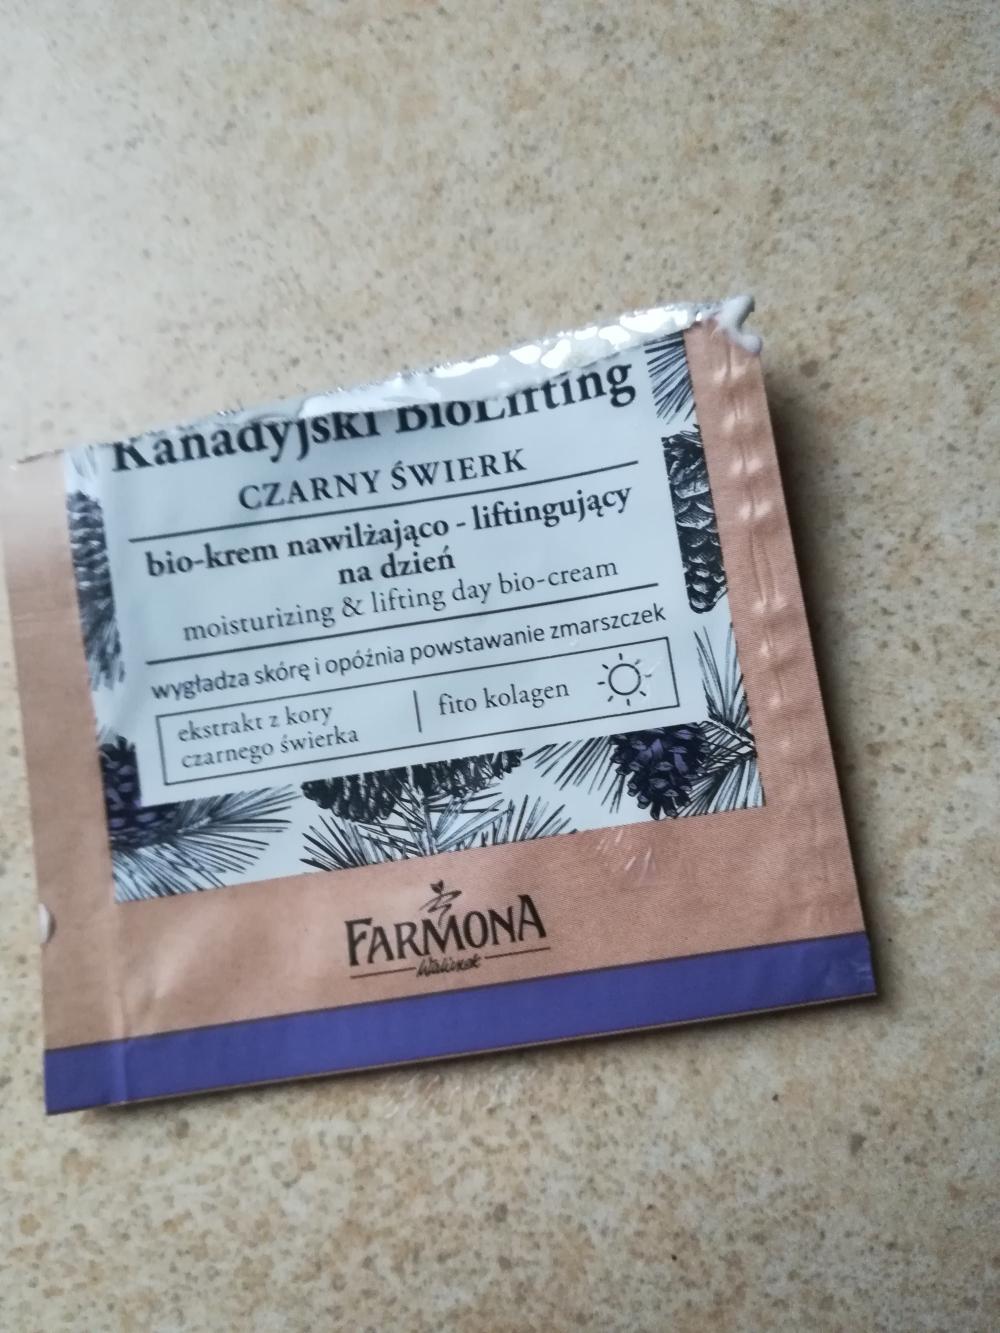 Kanadyjski BioLifting
CZARNY ŚWIERK
bio-krem nawilżająco - liftingujący
na dzień
moisturizing & lifting day bio-cream
wygładza skórę i opóźnia powstawanie zmarszczek
ekstrakt z kory
czarnego świerka
fito kolagen
FARMONA